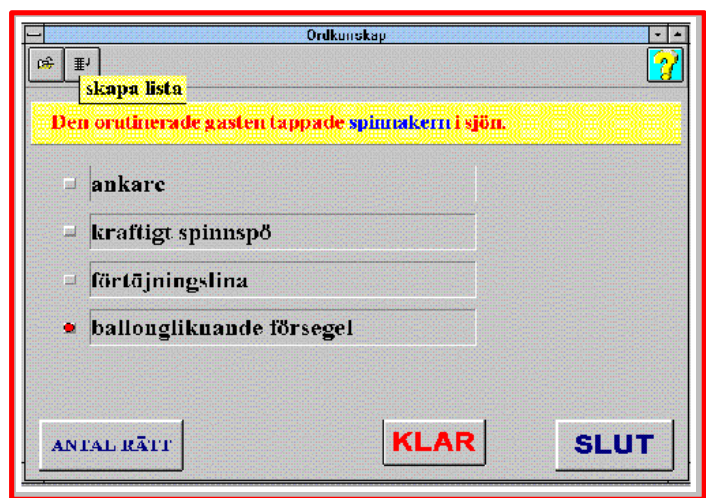 Ordkunskap
skapa lista
Den orutinerade gasten tappade spinnakern i sjön.
ankare
kraftigt spinnspö
förtöjningslina
ballongliknande försegel
ANTAL RÄTT
KLAR
SLUT